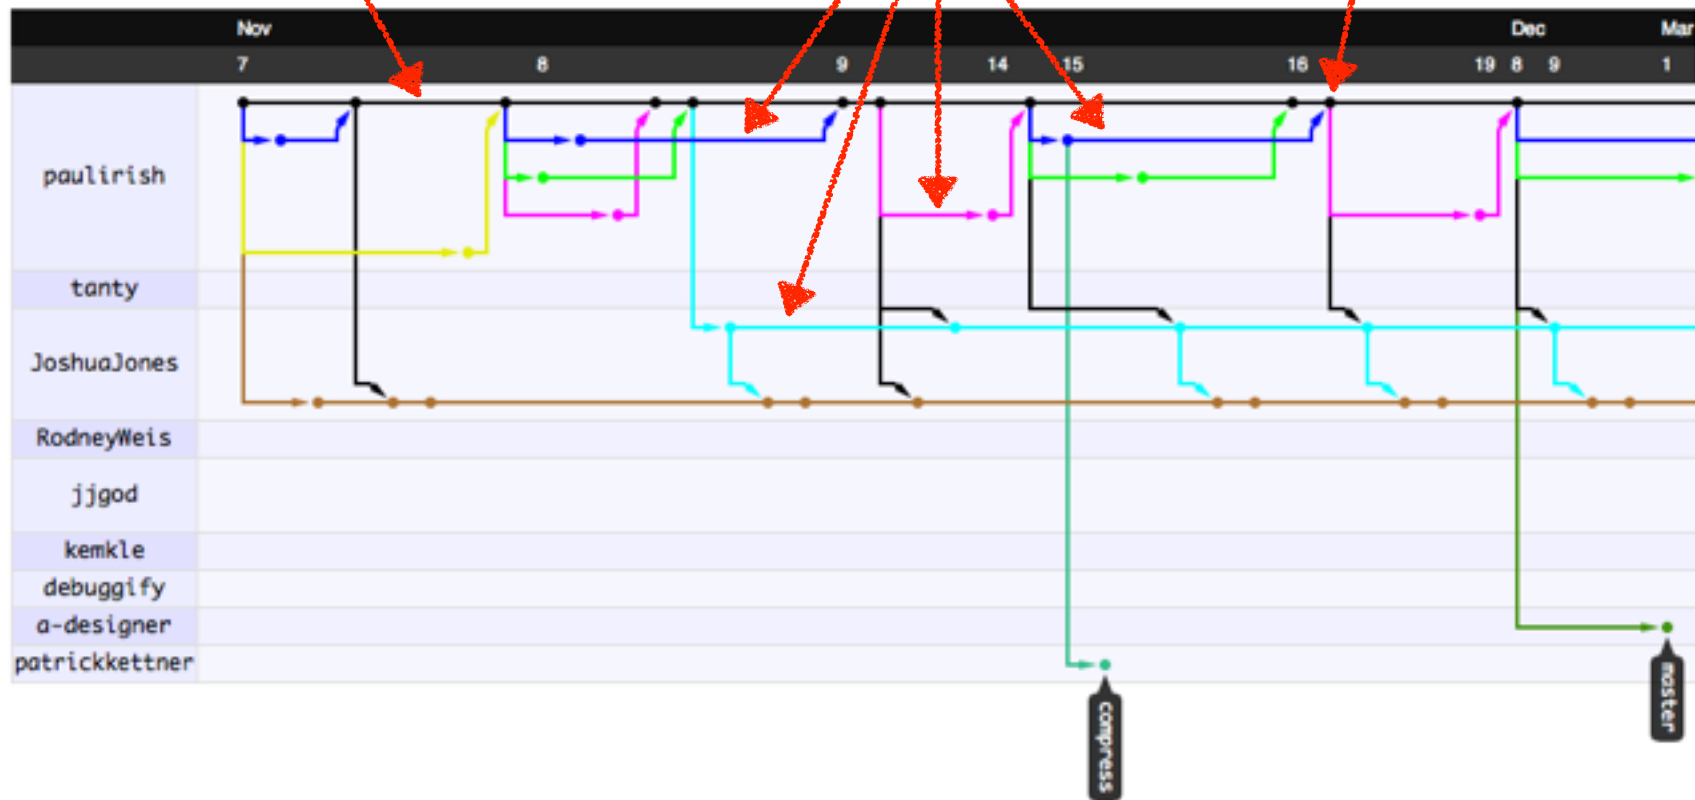 Nov Dec Mar
7 8 9 14 15 16 19 8 9 1
paulirish
tanty
JoshuaJones
RodneyWeis
jjgod
kemkle
debuggify
a-designer
patrickkettner
master
compress